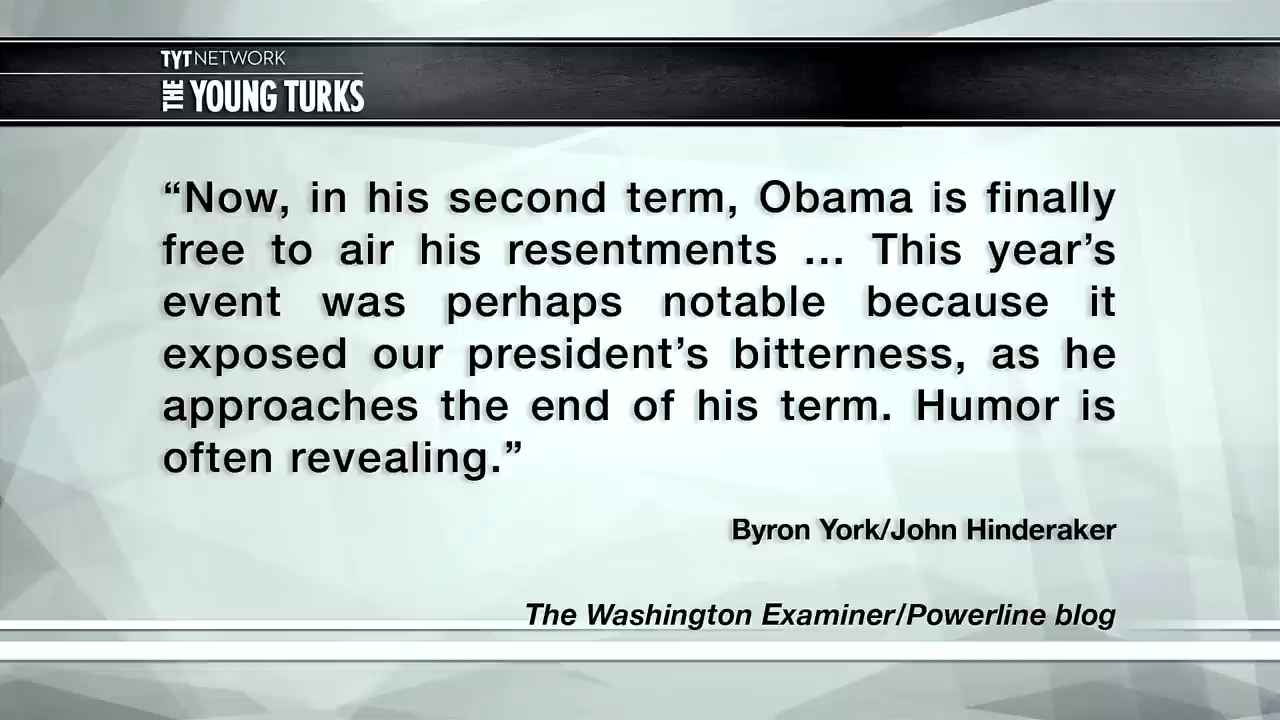 TYT NETWORK
THE YOUNG TURKS
“Now, in his second term, Obama is finally
free to air his resentments ... This year’s
event was perhaps notable because it
exposed our president’s bitterness, as he
approaches the end of his term. Humor is
often revealing.”
Byron York/John Hinderaker
The Washington Examiner/Powerline blog